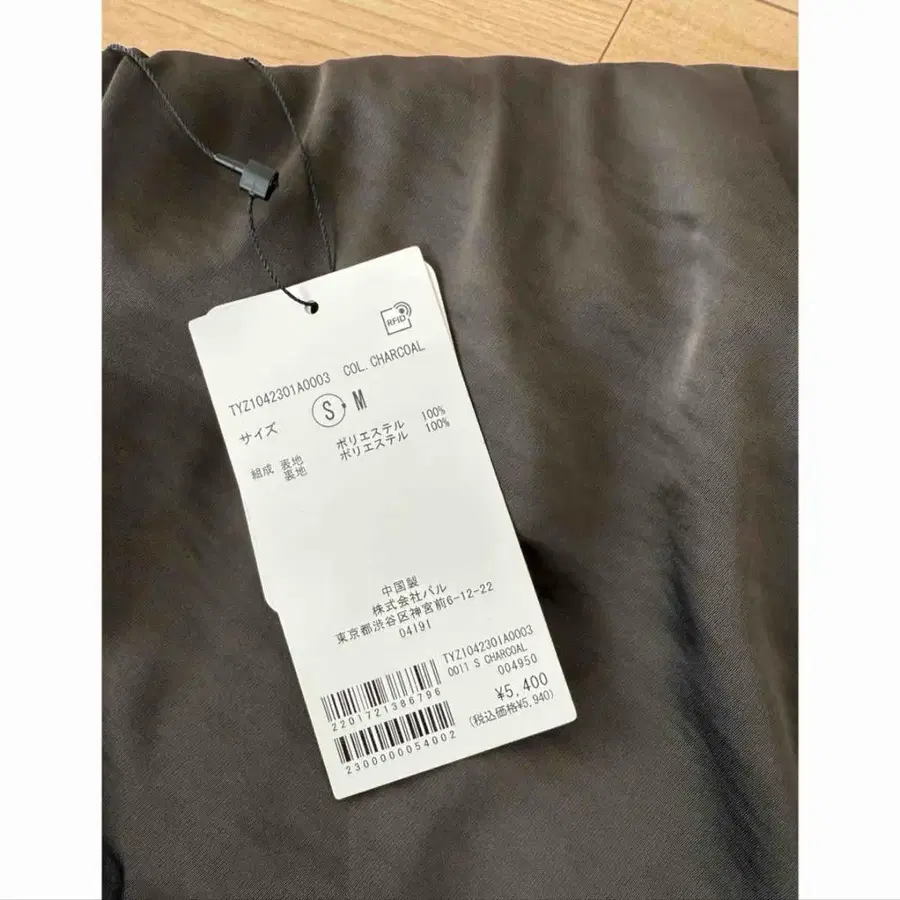 RFID
TYZ1042301A0003 COL. CHARCOAL
サイズ S・M
組成 表地 ポリエステル 100%
裏地 ポリエステル 100%
中国製
株式会社パル
東京都渋谷区神宮前6-12-22
04191
TYZ1042301A0003
0011 S CHARCOAL
004950
2201721386796
¥5,400
(税込価格¥5,940)
2300000054002